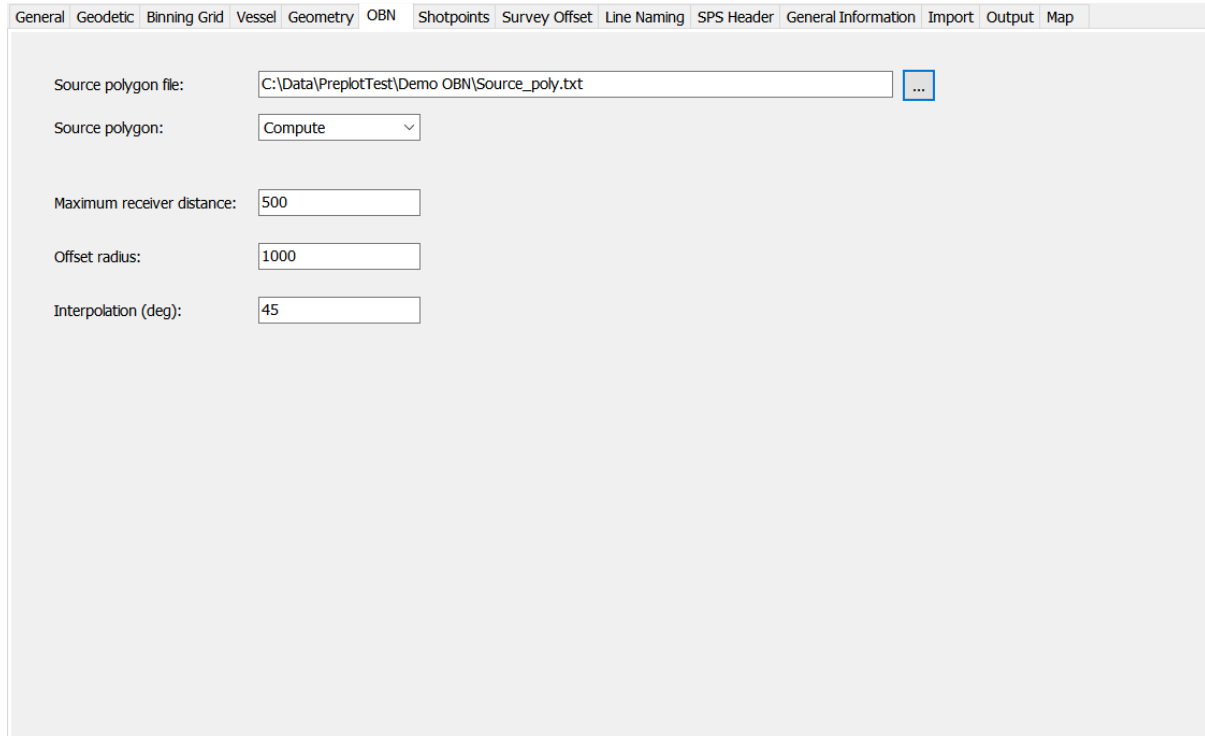 General Geodetic Binning Grid Vessel Geometry OBN Shotpoints Survey Offset Line Naming SPS Header General Information Import Output Map
Source polygon file: C:\Data\PreplotTest\Demo OBN\Source_poly.txt ...
Source polygon: Compute
Maximum receiver distance: 500
Offset radius: 1000
Interpolation (deg): 45